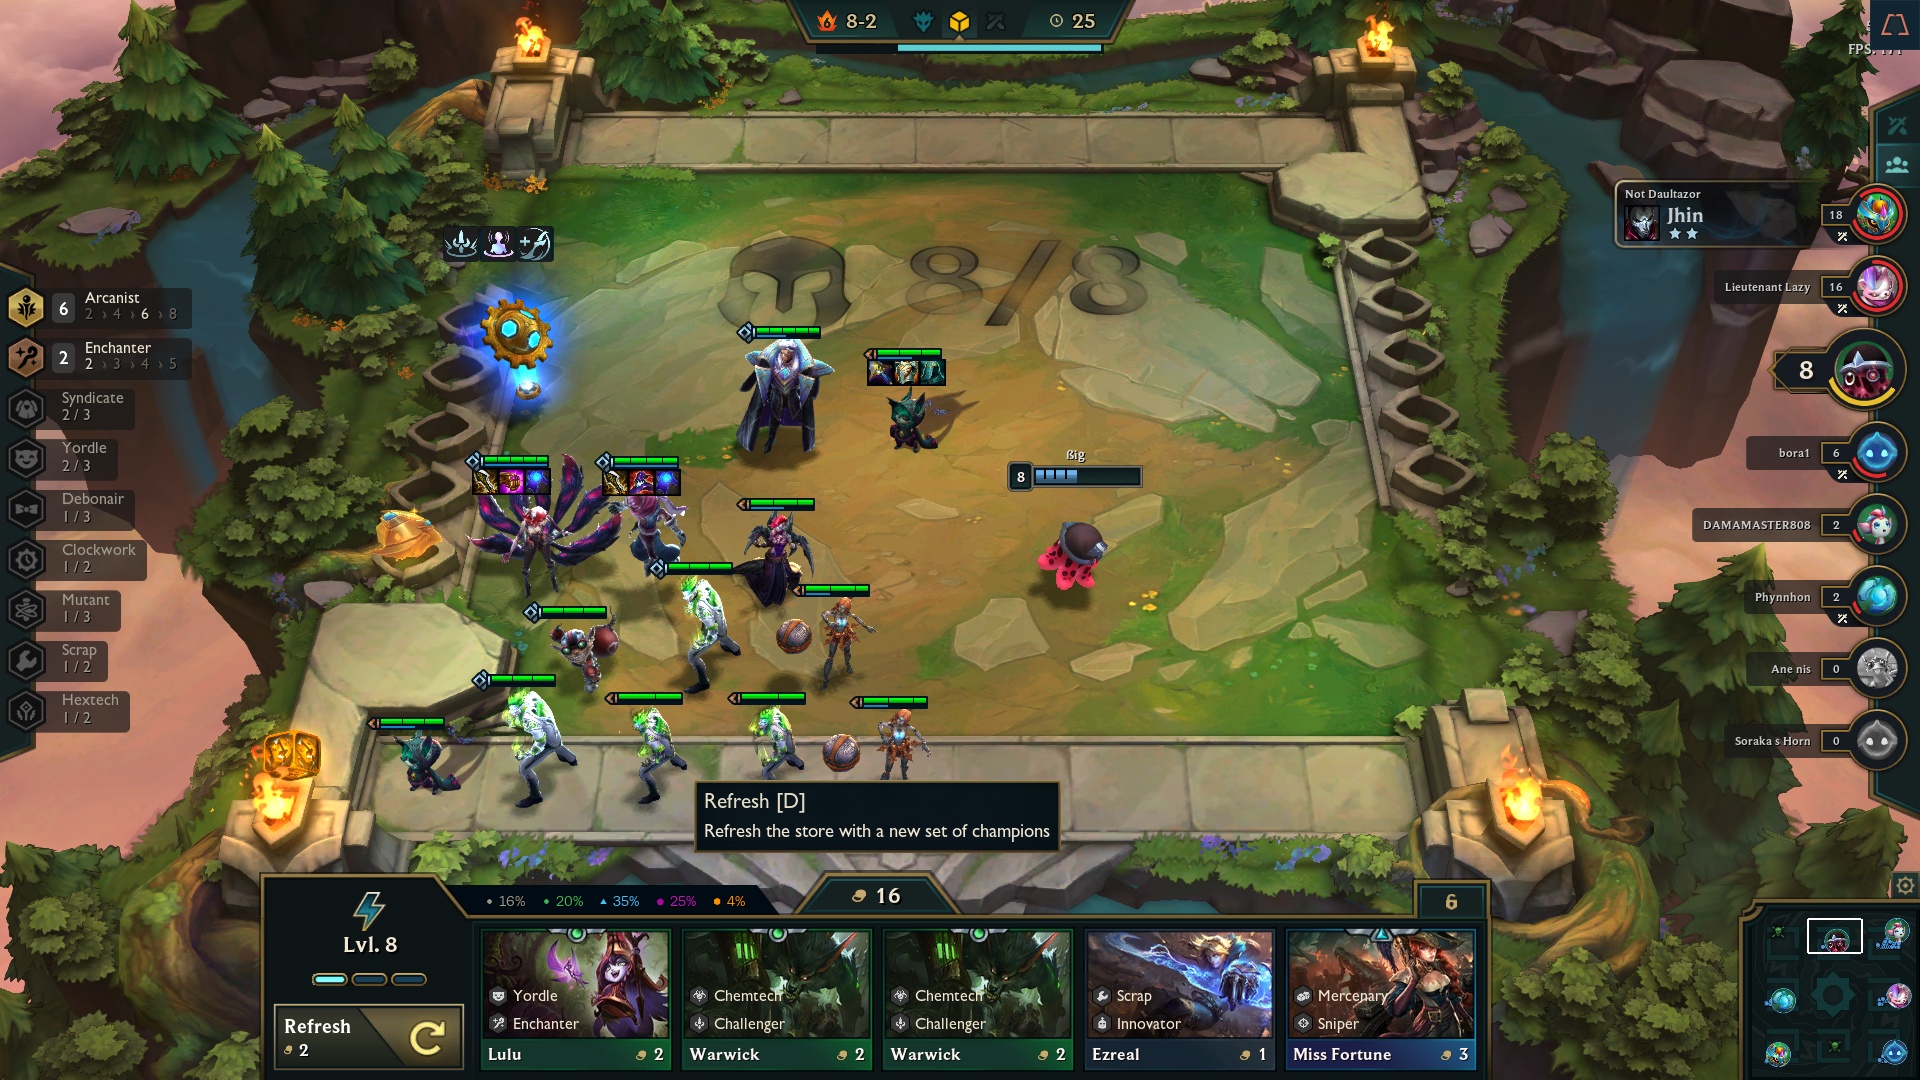 8-2
25
FPS:
8/8
Not Daultazor
Jhin
18
Lieutenant Lazy
16
8
bora1
6
DAMAMASTER808
2
Phynnhon
2
Ane nis
0
Soraka s Horn
0
6
Arcanist
2 › 4 › 6 › 8
2
Enchanter
2 › 3 › 4 › 5
Syndicate
2 / 3
Yordle
2 / 3
Debonair
1 / 3
Clockwork
1 / 2
Mutant
1 / 3
Scrap
1 / 2
Hextech
1 / 2
ßig
8
Refresh [D]
Refresh the store with a new set of champions
16% 20% 35% 25% 4%
16
6
Lvl. 8
Refresh
2
Yordle
Enchanter
Lulu 2
Chemtech
Challenger
Warwick 2
Chemtech
Challenger
Warwick 2
Scrap
Innovator
Ezreal 1
Mercenary
Sniper
Miss Fortune 3